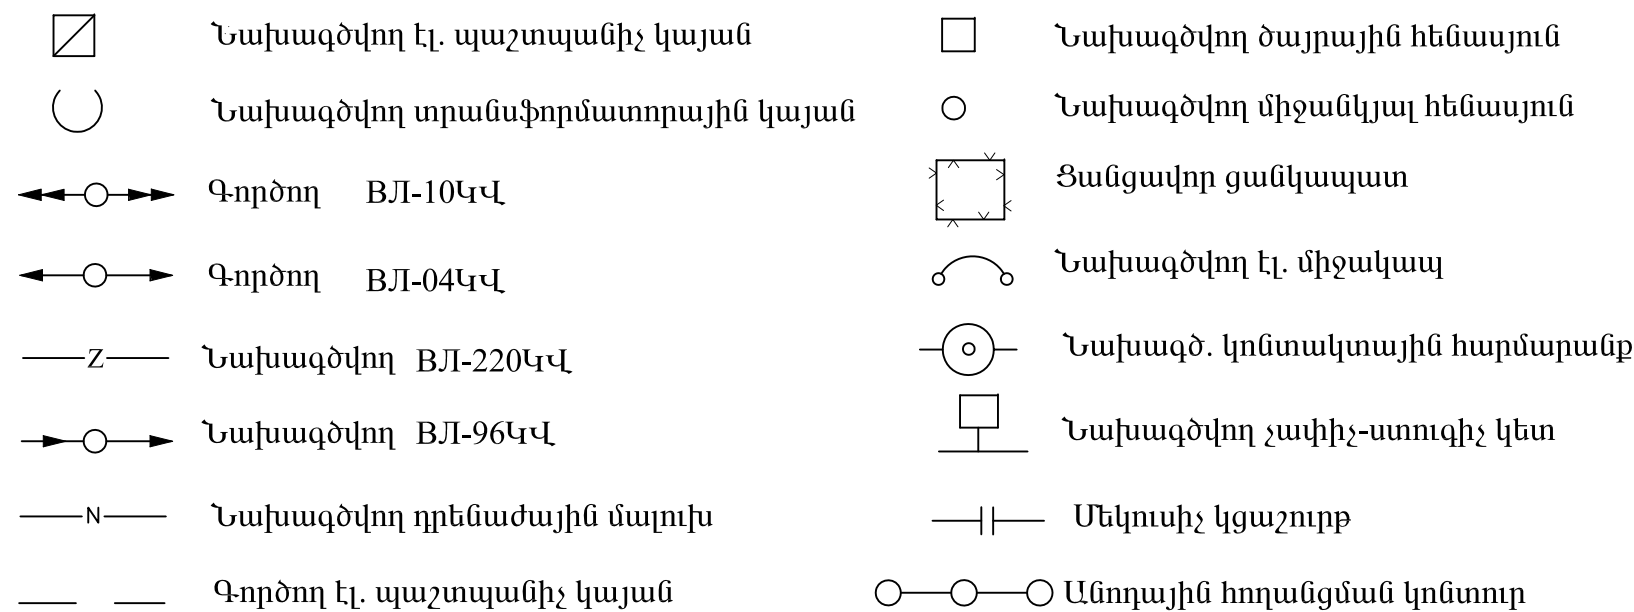 Նախագծվող էլ. պաշտպանիչ կայան
Նախագծվող տրանսֆորմատորային կայան
Գործող ВЛ-10ԿՎ
Գործող ВЛ-04ԿՎ
Z Նախագծվող ВЛ-220ԿՎ
Նախագծվող ВЛ-96ԿՎ
N Նախագծվող դրենաժային մալուխ
Գործող էլ. պաշտպանիչ կայան
Նախագծվող ծայրային հենասյուն
Նախագծվող միջանկյալ հենասյուն
Ցանցավոր ցանկապատ
Նախագծվող էլ. միջակապ
Նախագծ. կոնտակտային հարմարանք
Նախագծվող չափիչ-ստուգիչ կետ
Մեկուսիչ կցաշուրթ
Անոդային հողանցման կոնտուր